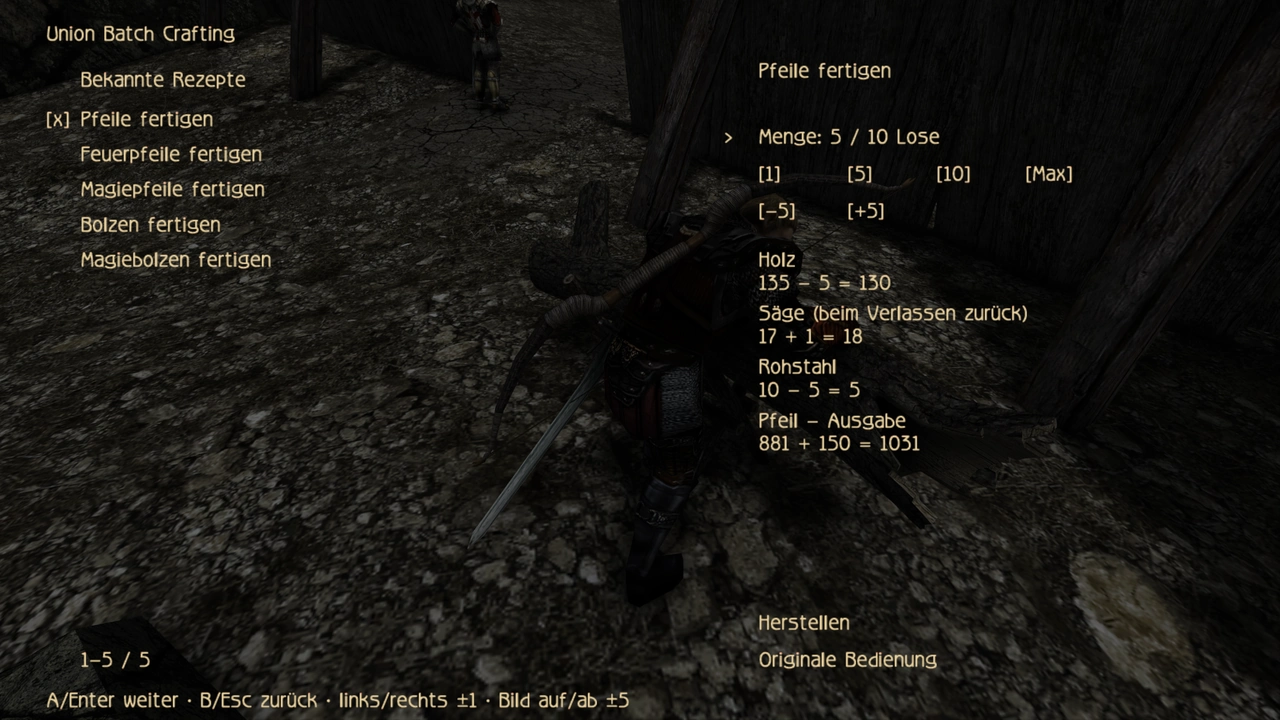 Union Batch Crafting
Bekannte Rezepte
[x] Pfeile fertigen
Feuerpfeile fertigen
Magiepfeile fertigen
Bolzen fertigen
Magiebolzen fertigen
1–5 / 5
Pfeile fertigen
> Menge: 5 / 10 Lose
[1] [5] [10] [Max]
[–5] [+5]
Holz
135 – 5 = 130
Säge (beim Verlassen zurück)
17 + 1 = 18
Rohstahl
10 – 5 = 5
Pfeil – Ausgabe
881 + 150 = 1031
Herstellen
Originale Bedienung
A/Enter weiter · B/Esc zurück · links/rechts ±1 · Bild auf/ab ±5